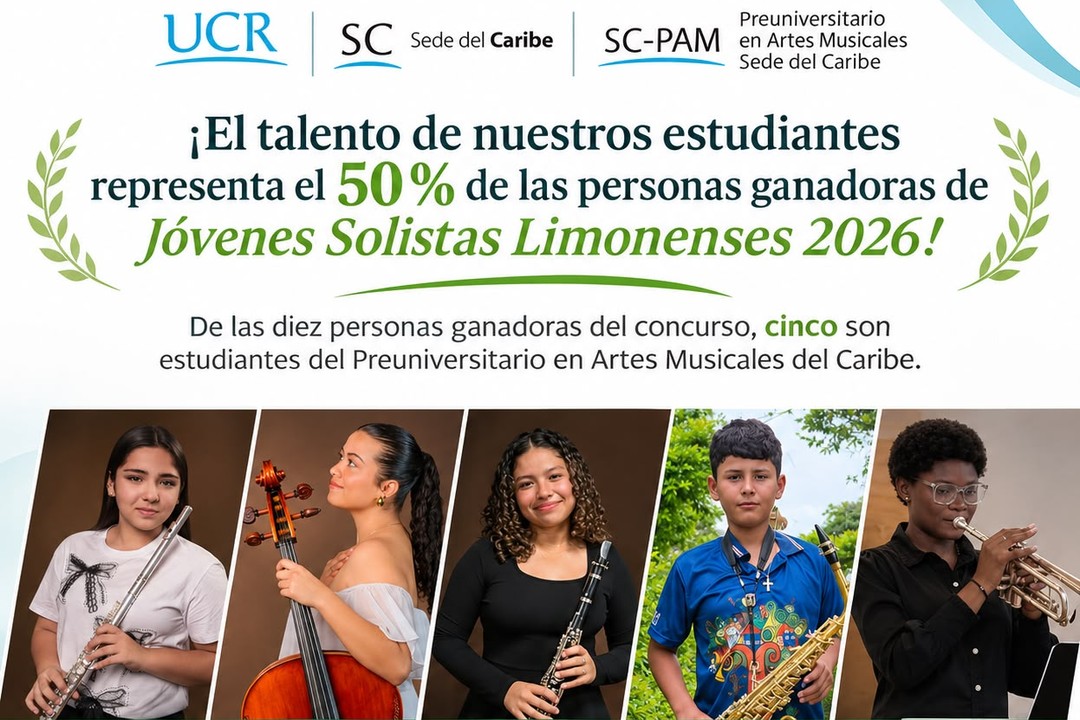 UCR
SC Sede del Caribe
SC-PAM
Preuniversitario
en Artes Musicales
Sede del Caribe
¡El talento de nuestros estudiantes
representa el 50% de las personas ganadoras de
Jóvenes Solistas Limonenses 2026!
De las diez personas ganadoras del concurso, cinco son
estudiantes del Preuniversitario en Artes Musicales del Caribe.